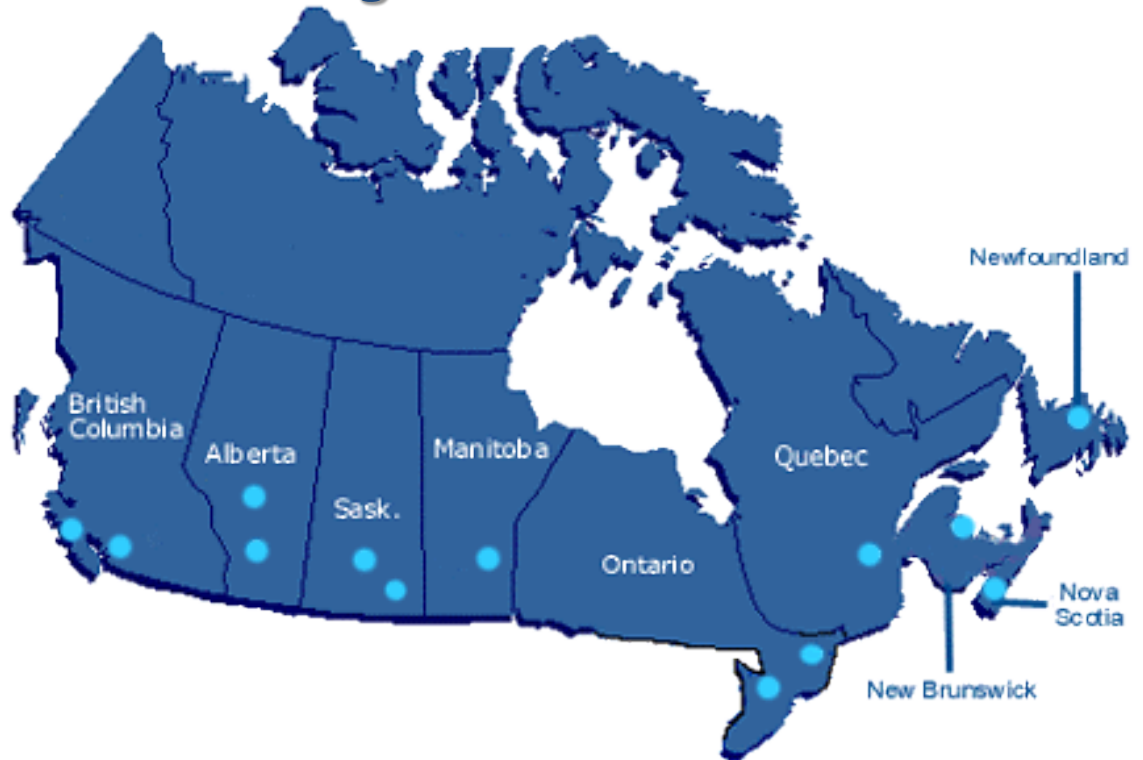 Newfoundland
British
Columbia
Alberta
Manitoba
Quebec
Sask.
Ontario
Nova
Scotia
New Brunswick